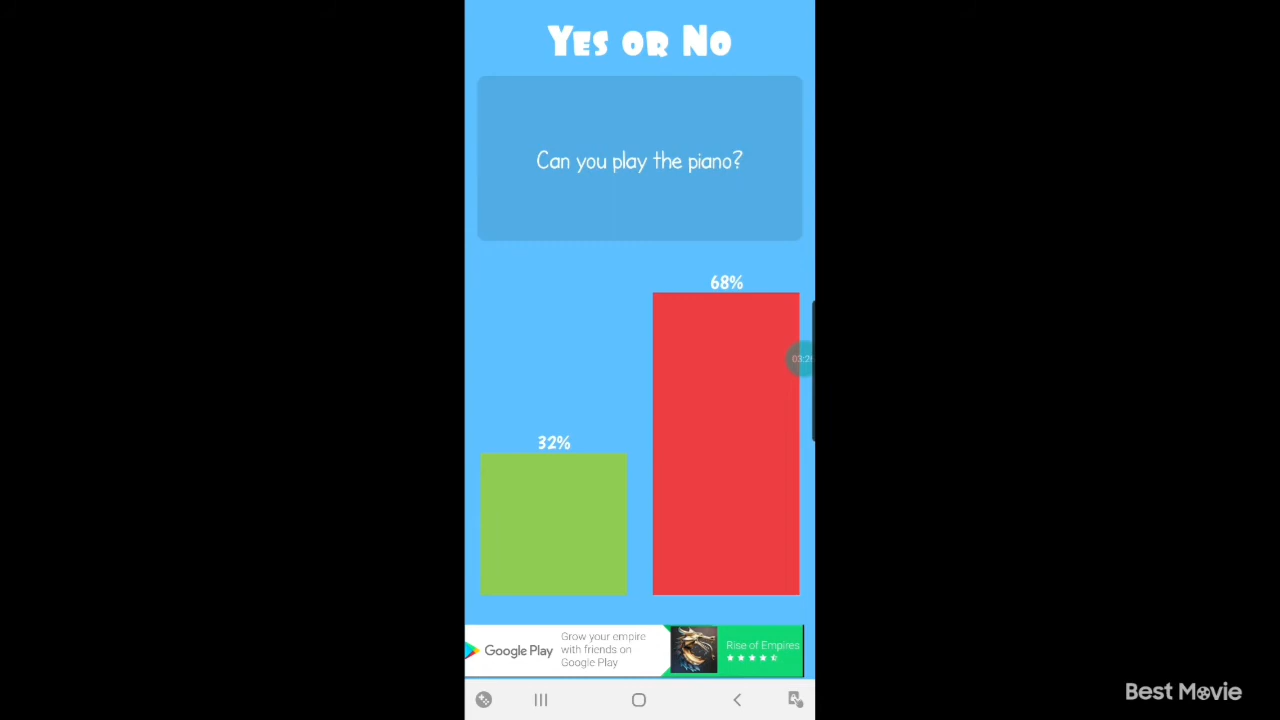 Yes or No
Can you play the piano?
68%
32%
Google Play
Grow your empire
with friends on
Google Play
Rise of Empires
Best Movie